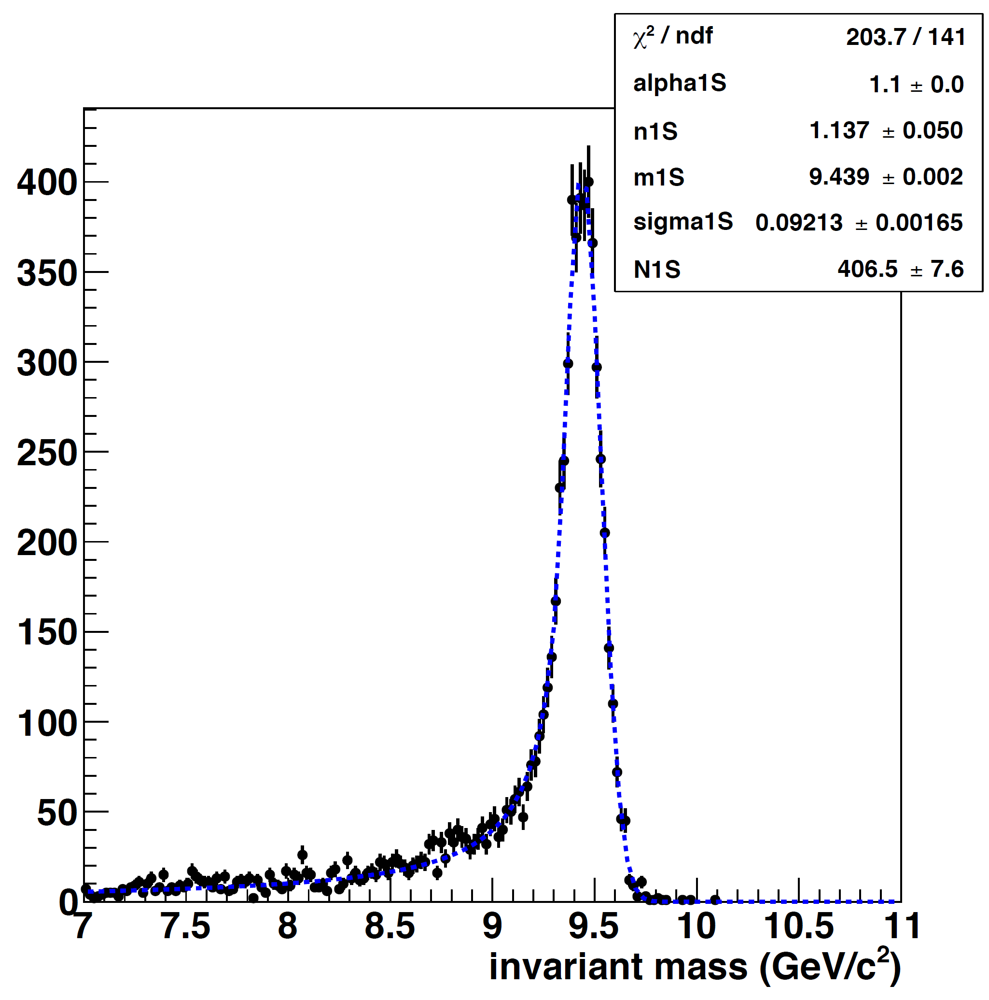 χ² / ndf 203.7 / 141
alpha1S 1.1 ± 0.0
n1S 1.137 ± 0.050
m1S 9.439 ± 0.002
sigma1S 0.09213 ± 0.00165
N1S 406.5 ± 7.6
400
350
300
250
200
150
100
50
0
7 7.5 8 8.5 9 9.5 10 10.5 11
invariant mass (GeV/c²)